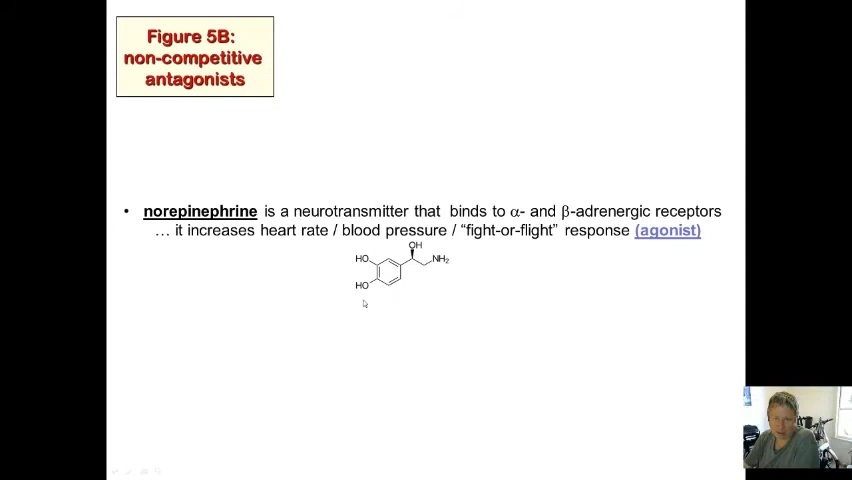 Figure 5B:
non-competitive
antagonists
• norepinephrine is a neurotransmitter that binds to α- and β-adrenergic receptors
… it increases heart rate / blood pressure / “fight-or-flight” response (agonist)
OH
HO
NH₂
HO